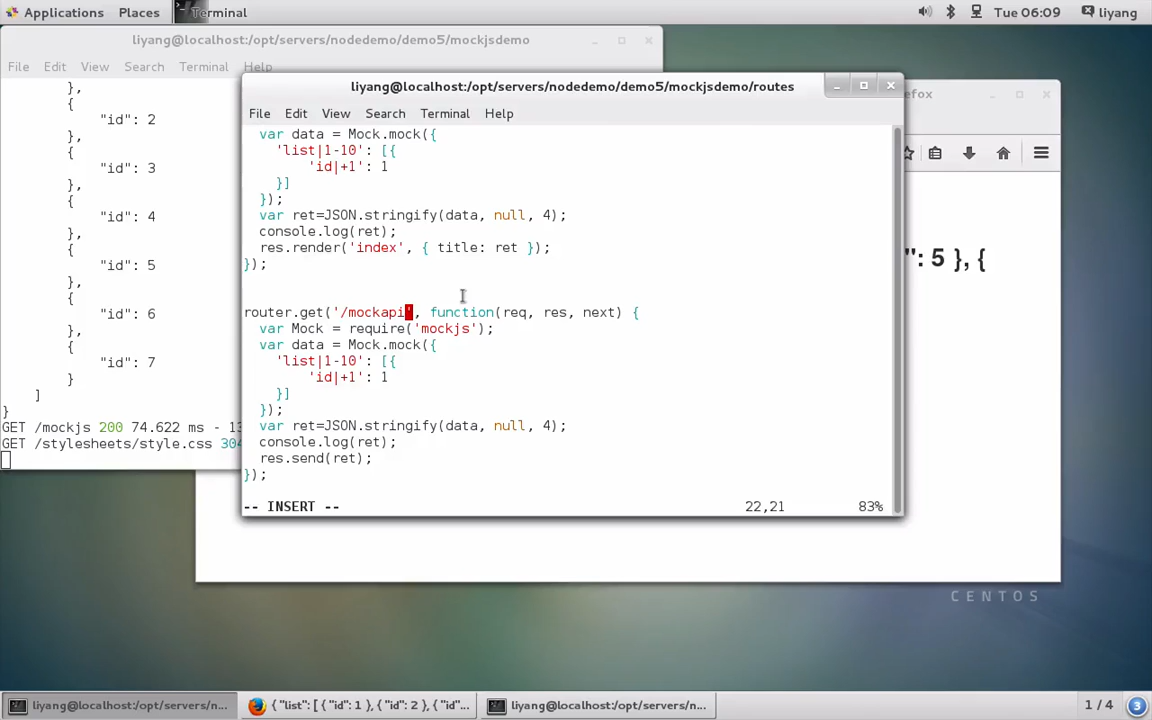 Applications Places Terminal Tue 06:09 liyang
liyang@localhost:/opt/servers/nodedemo/demo5/mockjsdemo
File Edit View Search Terminal Help
},
{
"id": 2
},
{
"id": 3
},
{
"id": 4
},
{
"id": 5
},
{
"id": 6
},
{
"id": 7
}
]
}
GET /mockjs 200 74.622 ms - 13
GET /stylesheets/style.css 304
liyang@localhost:/opt/servers/nodedemo/demo5/mockjsdemo/routes
File Edit View Search Terminal Help
var data = Mock.mock({
'list|1-10': [{
'id|+1': 1
}]
});
var ret=JSON.stringify(data, null, 4);
console.log(ret);
res.render('index', { title: ret });
});
router.get('/mockapi', function(req, res, next) {
var Mock = require('mockjs');
var data = Mock.mock({
'list|1-10': [{
'id|+1': 1
}]
});
var ret=JSON.stringify(data, null, 4);
console.log(ret);
res.send(ret);
});
-- INSERT -- 22,21 83%
efox
": 5 }, {
CENTOS
liyang@localhost:/opt/servers/n...
{ "list": [ { "id": 1 }, { "id": 2 }, { "id"...
liyang@localhost:/opt/servers/n...
1 / 4
3